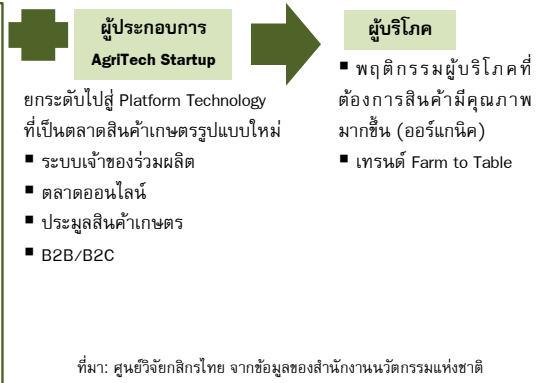 ผู้ประกอบการ
AgriTech Startup
ยกระดับไปสู่ Platform Technology
ที่เป็นตลาดสินค้าเกษตรรูปแบบใหม่
▪ ระบบเจ้าของร่วมผลิต
▪ ตลาดออนไลน์
▪ ประมูลสินค้าเกษตร
▪ B2B/B2C
ผู้บริโภค
▪ พฤติกรรมผู้บริโภคที่
ต้องการสินค้ามีคุณภาพ
มากขึ้น (ออร์แกนิค)
▪ เทรนด์ Farm to Table
ที่มา: ศูนย์วิจัยกสิกรไทย จากข้อมูลของสำนักงานนวัตกรรมแห่งชาติ